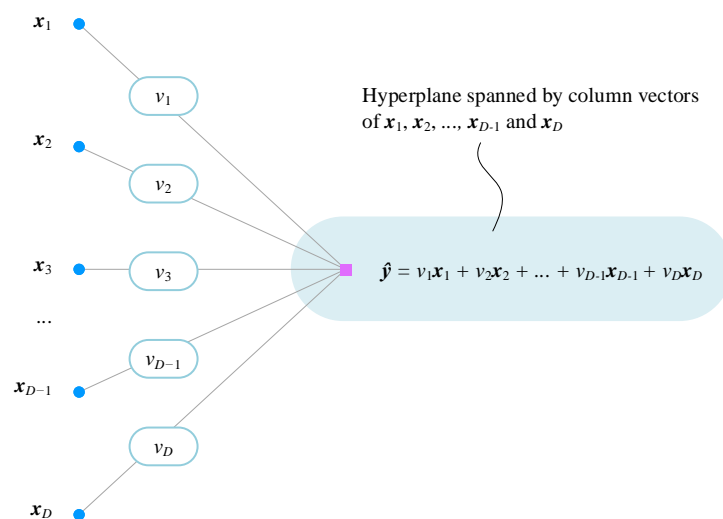 x1
v1
Hyperplane spanned by column vectors
of x1, x2, ..., xD-1 and xD
x2
v2
x3
v3
ŷ = v1x1 + v2x2 + ... + vD-1xD-1 + vDxD
...
vD−1
xD−1
vD
xD